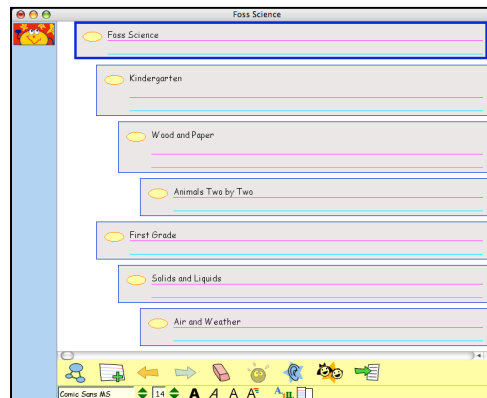 Foss Science
Foss Science
Kindergarten
Wood and Paper
Animals Two by Two
First Grade
Solids and Liquids
Air and Weather
Comic Sans MS 14 A A A A